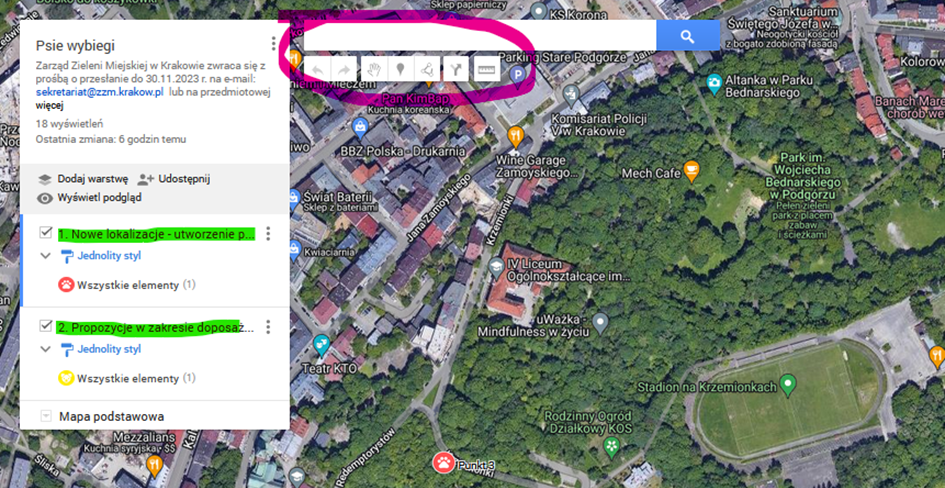 Psie wybiegi
Zarząd Zieleni Miejskiej w Krakowie zwraca się z
prośbą o przesłanie do 30.11.2023 r. na e-mail:
sekretariat@zzm.krakow.pl lub na przedmiotowej
więcej
18 wyświetleń
Ostatnia zmiana: 6 godzin temu
Dodaj warstwę
Udostępnij
Wyświetl podgląd
1. Nowe lokalizacje - utworzenie p...
Jednolity styl
Wszystkie elementy (1)
2. Propozycje w zakresie doposaż...
Jednolity styl
Wszystkie elementy (1)
Mapa podstawowa
Sklep papierniczy
KS Korona
Sanktuarium
Świętego Józefa w...
Neogotycki kościół
z bogato zdobioną fasadą
Parking Stare Podgórze
P
Pan KimBap
Kuchnia koreańska
Komisariat Policji
V w Krakowie
Altanka w Parku
Bednarskiego
Kolorow
Banach Mare
chorób wer
BBZ Polska - Drukarnia
Wine Garage
Zamoyskiego...
Mech Cafe
Park im.
Wojciecha
Bednarskiego
w Podgórzu
Pełen zieleni
park z placem
zabaw
i ścieżkami
Świat Baterii
Sklep z bateriami
Jana Zamoyskiego
Krzemionki
Kwiaciarnia
IV Liceum
Ogólnokształcące im...
uWażka -
Mindfulness w życiu
Teatr KTO
Stadion na Krzemionkach
Rodzinny Ogród
Działkowy KOS
Mezzalians
Kuchnia syryjska, $$
Śliska
Redemptorystów
Punkt 3